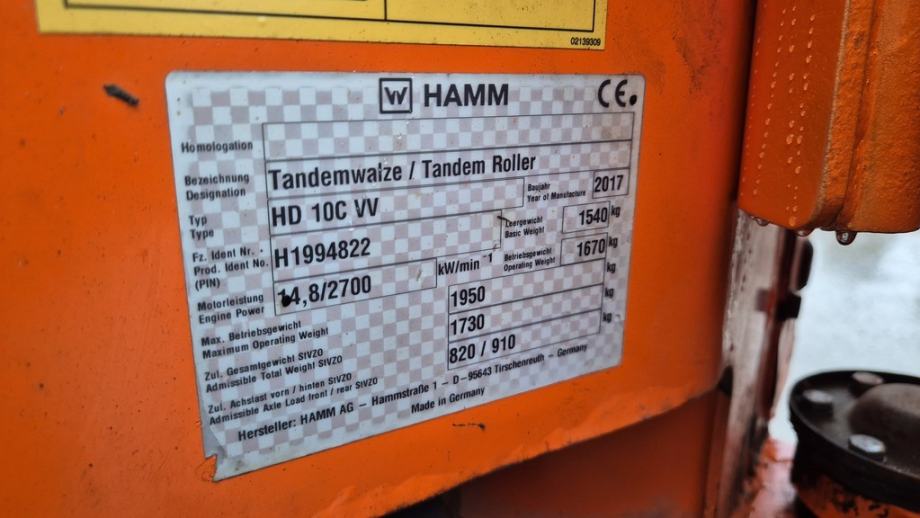 02139309
HAMM CE
Homologation
Bezeichnung Tandemwalze / Tandem Roller
Designation
Typ HD 10C VV Baujahr 2017
Type Year of Manufacture
Fz. Ident Nr. H1994822 Leergewicht 1540 kg
Prod. Ident No. Basic Weight
(PIN)
Motorleistung 14,8/2700 kW/min -1 Betriebsgewicht 1670 kg
Engine Power Operating Weight
Max. Betriebsgewicht 1950 kg
Maximum Operating Weight
Zul. Gesamtgewicht StVZO 1730 kg
Admissible Total Weight StVZO
Zul. Achslast vorn / hinten StVZO 820 / 910
Admissible Axle Load front / rear StVZO
Hersteller: HAMM AG – Hammstraße 1 – D – 95643 Tirschenreuth – Germany
Made in Germany